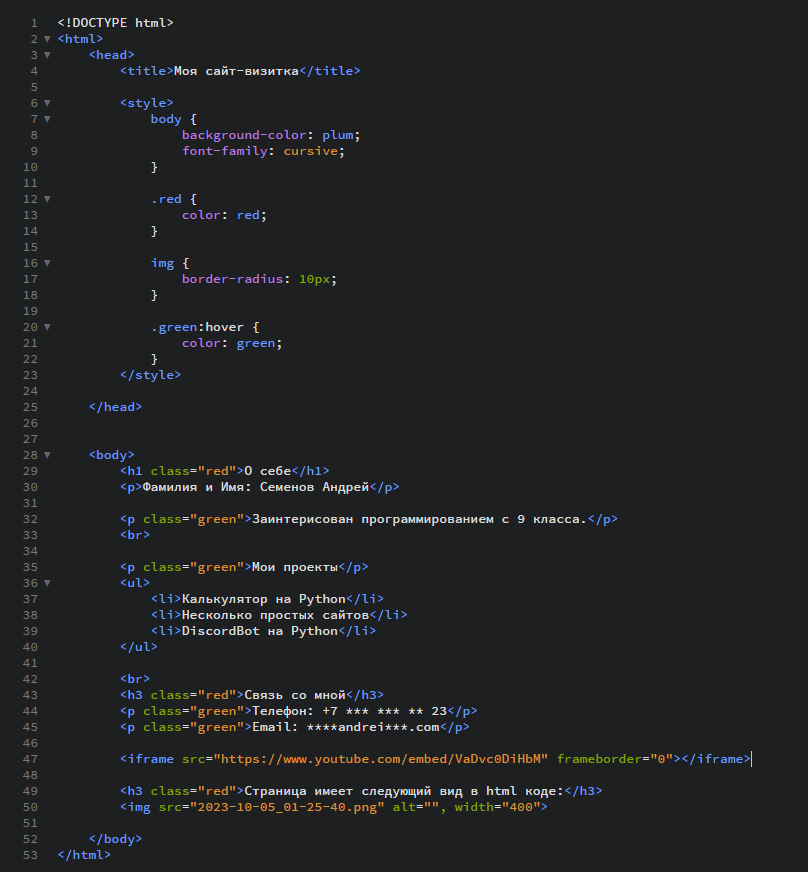 1 <!DOCTYPE html>
2 <html>
3 <head>
4 <title>Моя сайт-визитка</title>
5
6 <style>
7 body {
8 background-color: plum;
9 font-family: cursive;
10 }
11
12 .red {
13 color: red;
14 }
15
16 img {
17 border-radius: 10px;
18 }
19
20 .green:hover {
21 color: green;
22 }
23 </style>
24
25 </head>
26
27
28 <body>
29 <h1 class="red">О себе</h1>
30 <p>Фамилия и Имя: Семенов Андрей</p>
31
32 <p class="green">Заинтерисован программированием с 9 класса.</p>
33 <br>
34
35 <p class="green">Мои проекты</p>
36 <ul>
37 <li>Калькулятор на Python</li>
38 <li>Несколько простых сайтов</li>
39 <li>DiscordBot на Python</li>
40 </ul>
41
42 <br>
43 <h3 class="red">Связь со мной</h3>
44 <p class="green">Телефон: +7 *** *** ** 23</p>
45 <p class="green">Email: ****andrei***.com</p>
46
47 <iframe src="https://www.youtube.com/embed/VaDvc0DiHbM" frameborder="0"></iframe>
48
49 <h3 class="red">Страница имеет следующий вид в html коде:</h3>
50 <img src="2023-10-05_01-25-40.png" alt="", width="400">
51
52 </body>
53 </html>